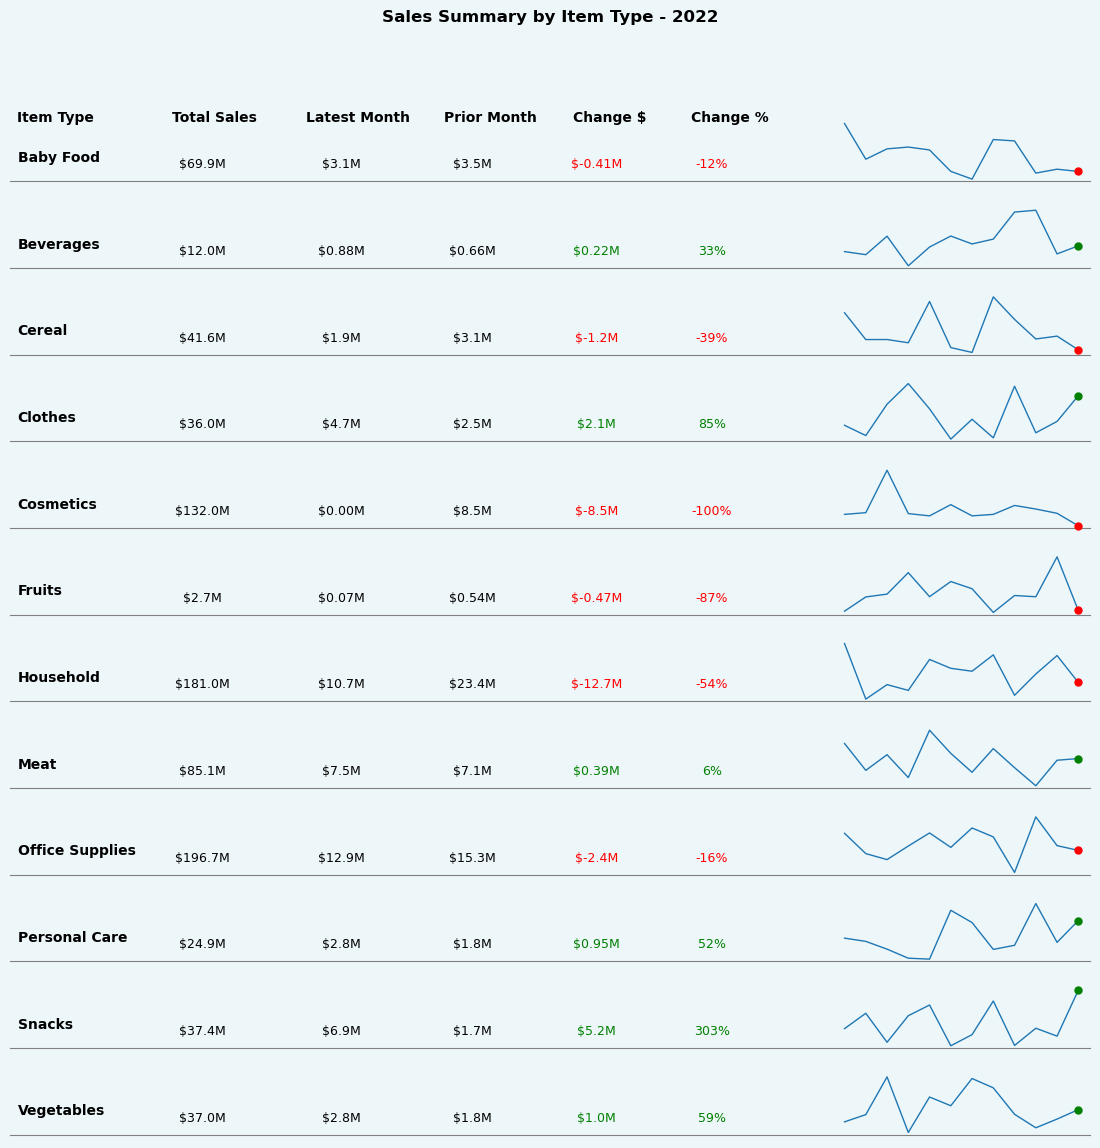 Sales Summary by Item Type - 2022
Item Type Total Sales Latest Month Prior Month Change $ Change %
Baby Food $69.9M $3.1M $3.5M $-0.41M -12%
Beverages $12.0M $0.88M $0.66M $0.22M 33%
Cereal $41.6M $1.9M $3.1M $-1.2M -39%
Clothes $36.0M $4.7M $2.5M $2.1M 85%
Cosmetics $132.0M $0.00M $8.5M $-8.5M -100%
Fruits $2.7M $0.07M $0.54M $-0.47M -87%
Household $181.0M $10.7M $23.4M $-12.7M -54%
Meat $85.1M $7.5M $7.1M $0.39M 6%
Office Supplies $196.7M $12.9M $15.3M $-2.4M -16%
Personal Care $24.9M $2.8M $1.8M $0.95M 52%
Snacks $37.4M $6.9M $1.7M $5.2M 303%
Vegetables $37.0M $2.8M $1.8M $1.0M 59%